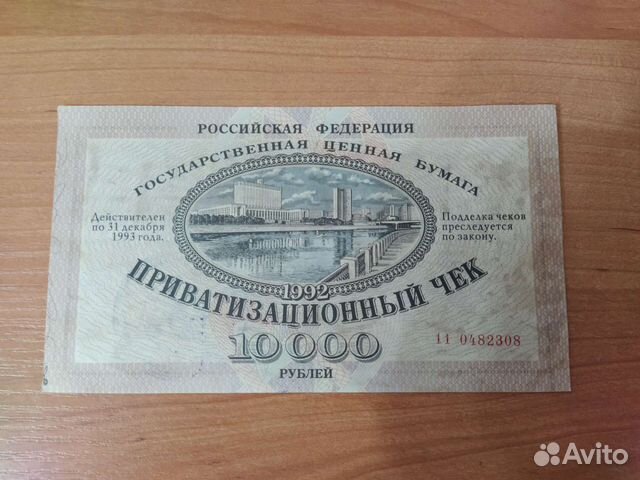 РОССИЙСКАЯ ФЕДЕРАЦИЯ
ГОСУДАРСТВЕННАЯ ЦЕННАЯ БУМАГА
Действителен
по 31 декабря
1993 года.
Подделка чеков
преследуется
по закону.
1992
ПРИВАТИЗАЦИОННЫЙ ЧЕК
10000
РУБЛЕЙ
11 0482308
Avito